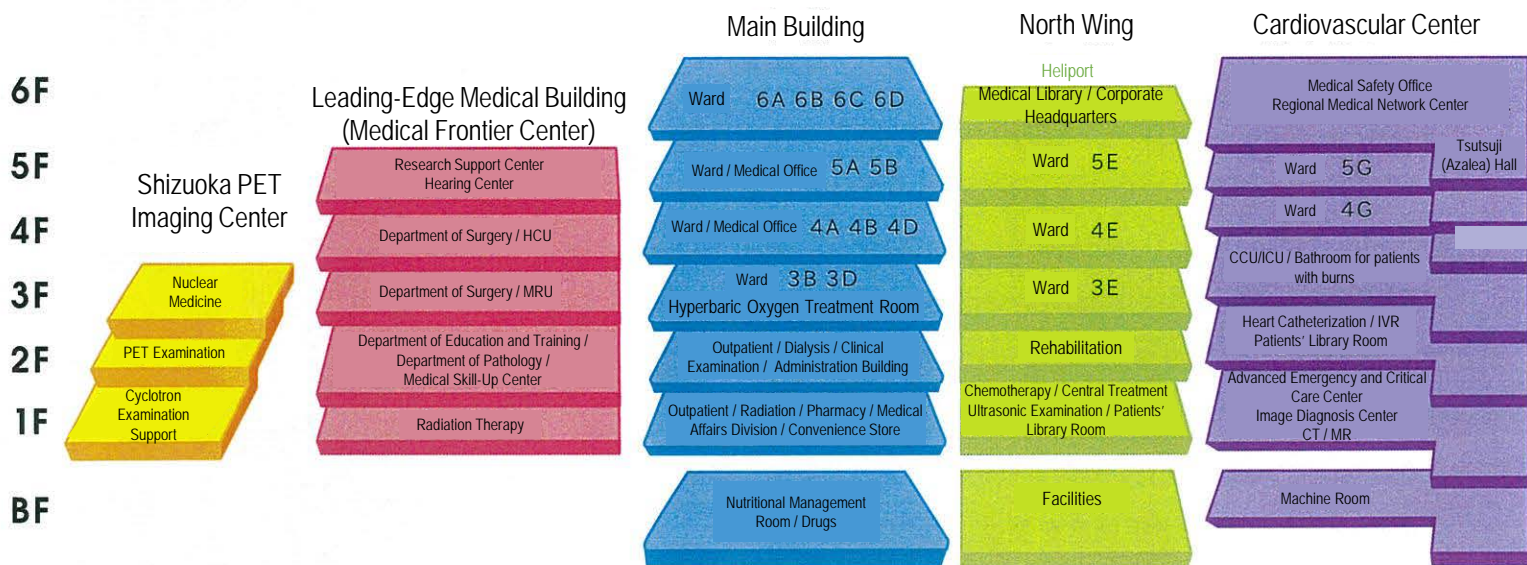 Main Building
North Wing
Cardiovascular Center
6F
5F
4F
3F
2F
1F
BF
Shizuoka PET
Imaging Center
Nuclear
Medicine
PET Examination
Cyclotron
Examination
Support
Leading-Edge Medical Building
(Medical Frontier Center)
Research Support Center
Hearing Center
Department of Surgery / HCU
Department of Surgery / MRU
Department of Education and Training /
Department of Pathology /
Medical Skill-Up Center
Radiation Therapy
Ward 6A 6B 6C 6D
Ward / Medical Office 5A 5B
Ward / Medical Office 4A 4B 4D
Ward 3B 3D
Hyperbaric Oxygen Treatment Room
Outpatient / Dialysis / Clinical
Examination / Administration Building
Outpatient / Radiation / Pharmacy / Medical
Affairs Division / Convenience Store
Nutritional Management
Room / Drugs
Heliport
Medical Library / Corporate
Headquarters
Ward 5E
Ward 4E
Ward 3E
Rehabilitation
Chemotherapy / Central Treatment
Ultrasonic Examination / Patients'
Library Room
Facilities
Medical Safety Office
Regional Medical Network Center
Tsutsuji
(Azalea) Hall
Ward 5G
Ward 4G
CCU/ICU / Bathroom for patients
with burns
Heart Catheterization / IVR
Patients' Library Room
Advanced Emergency and Critical
Care Center
Image Diagnosis Center
CT / MR
Machine Room